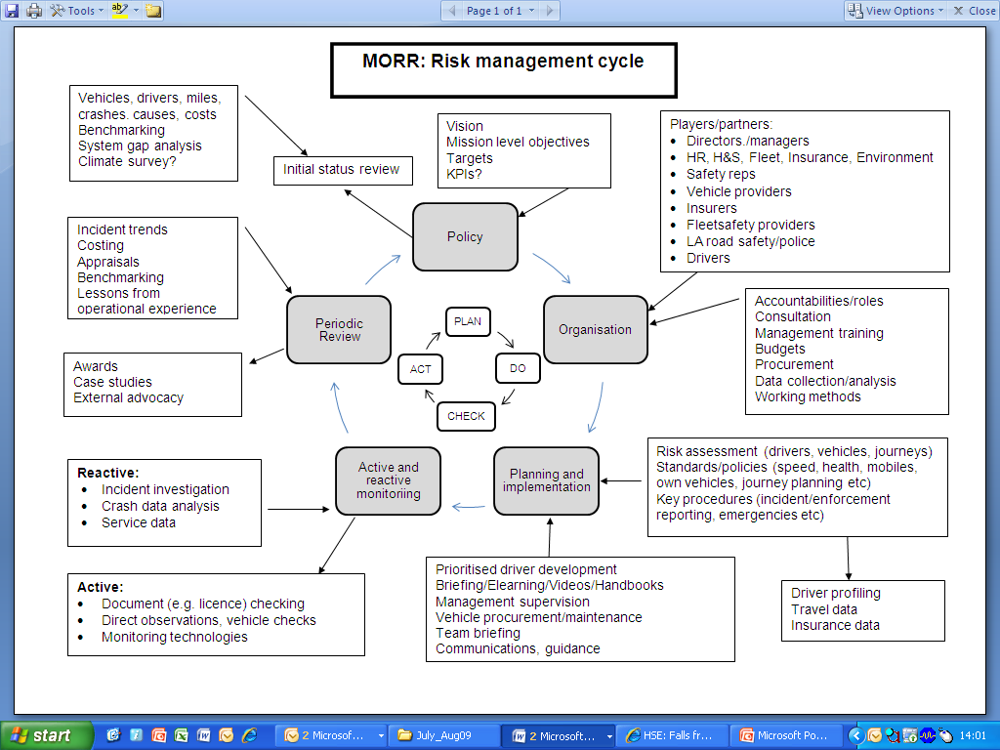 Tools
Page 1 of 1
View Options
Close
MORR: Risk management cycle
Vehicles, drivers, miles,
crashes. causes, costs
Benchmarking
System gap analysis
Climate survey?
Initial status review
Vision
Mission level objectives
Targets
KPIs?
Players/partners:
• Directors./managers
• HR, H&S, Fleet, Insurance, Environment
• Safety reps
• Vehicle providers
• Insurers
• Fleetsafety providers
• LA road safety/police
• Drivers
Policy
Incident trends
Costing
Appraisals
Benchmarking
Lessons from
operational experience
Periodic
Review
PLAN
DO
CHECK
ACT
Organisation
Accountabilities/roles
Consultation
Management training
Budgets
Procurement
Data collection/analysis
Working methods
Awards
Case studies
External advocacy
Active and
reactive
monitoriing
Planning and
implementation
Risk assessment (drivers, vehicles, journeys)
Standards/policies (speed, health, mobiles,
own vehicles, journey planning etc)
Key procedures (incident/enforcement
reporting, emergencies etc)
Reactive:
• Incident investigation
• Crash data analysis
• Service data
Active:
• Document (e.g. licence) checking
• Direct observations, vehicle checks
• Monitoring technologies
Prioritised driver development
Briefing/Elearning/Videos/Handbooks
Management supervision
Vehicle procurement/maintenance
Team briefing
Communications, guidance
Driver profiling
Travel data
Insurance data
start
2 Microsof...
July_Aug09
2 Microsoft...
HSE: Falls fr...
Microsoft Po...
14:01